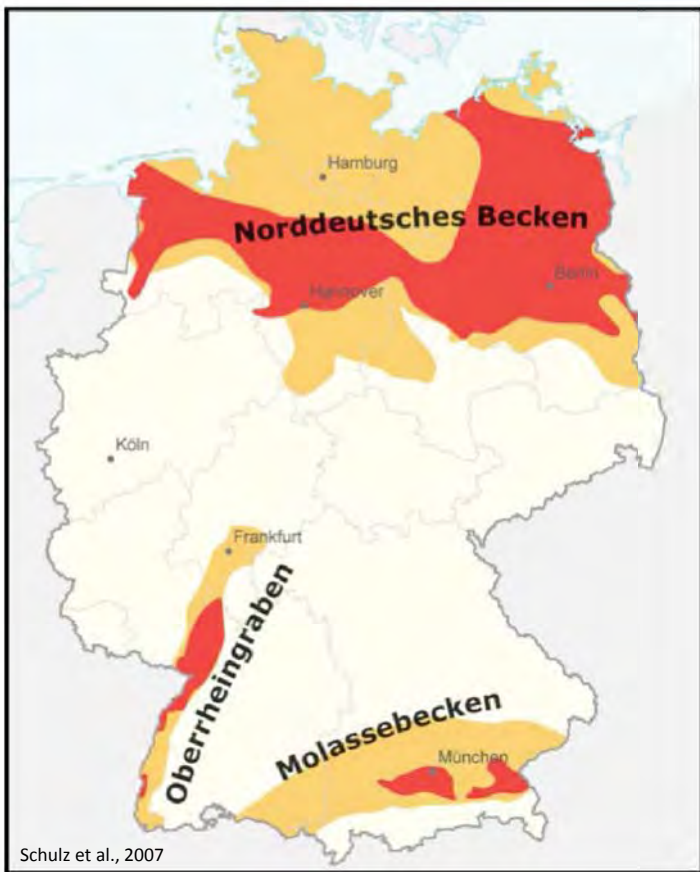 Hamburg
Norddeutsches Becken
Berlin
Hannover
Köln
Frankfurt
Oberrheingraben
Molassebecken
München
Schulz et al., 2007